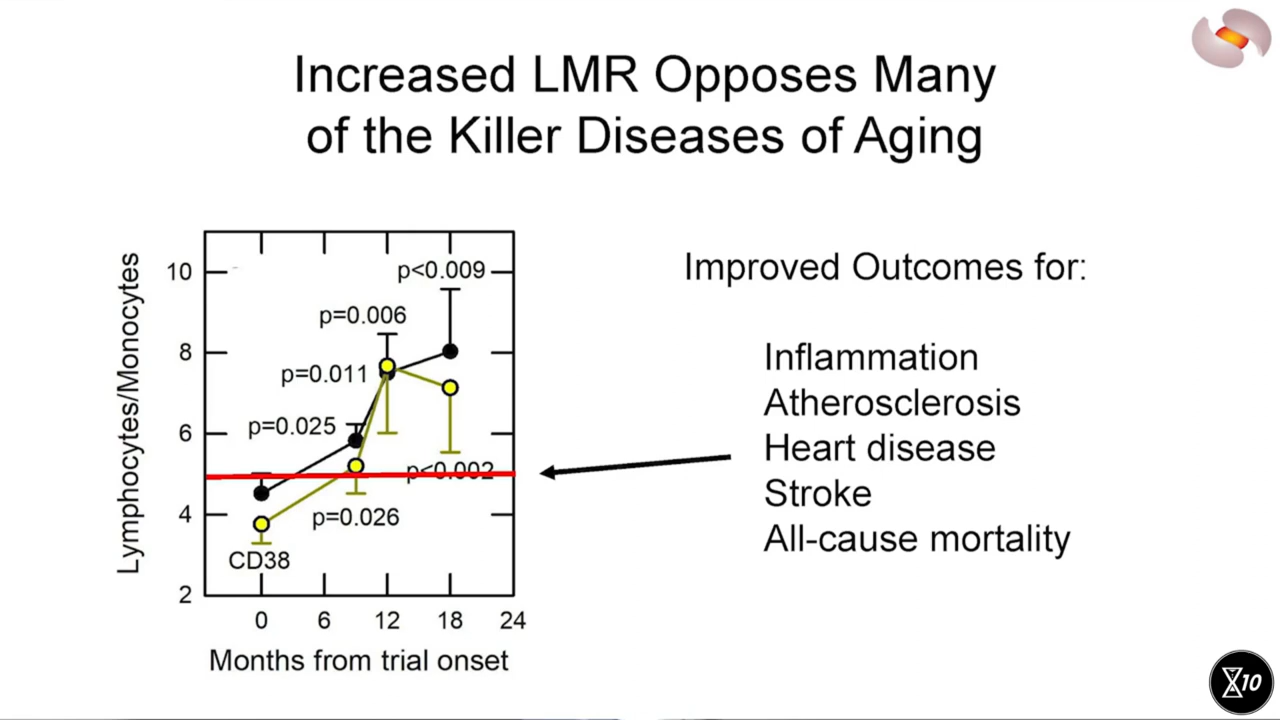 Increased LMR Opposes Many
of the Killer Diseases of Aging
Lymphocytes/Monocytes
10
8
6
4
2
p<0.009
p=0.006
p=0.011
p=0.025
p<0.002
p=0.026
CD38
0 6 12 18 24
Months from trial onset
Improved Outcomes for:
Inflammation
Atherosclerosis
Heart disease
Stroke
All-cause mortality
10